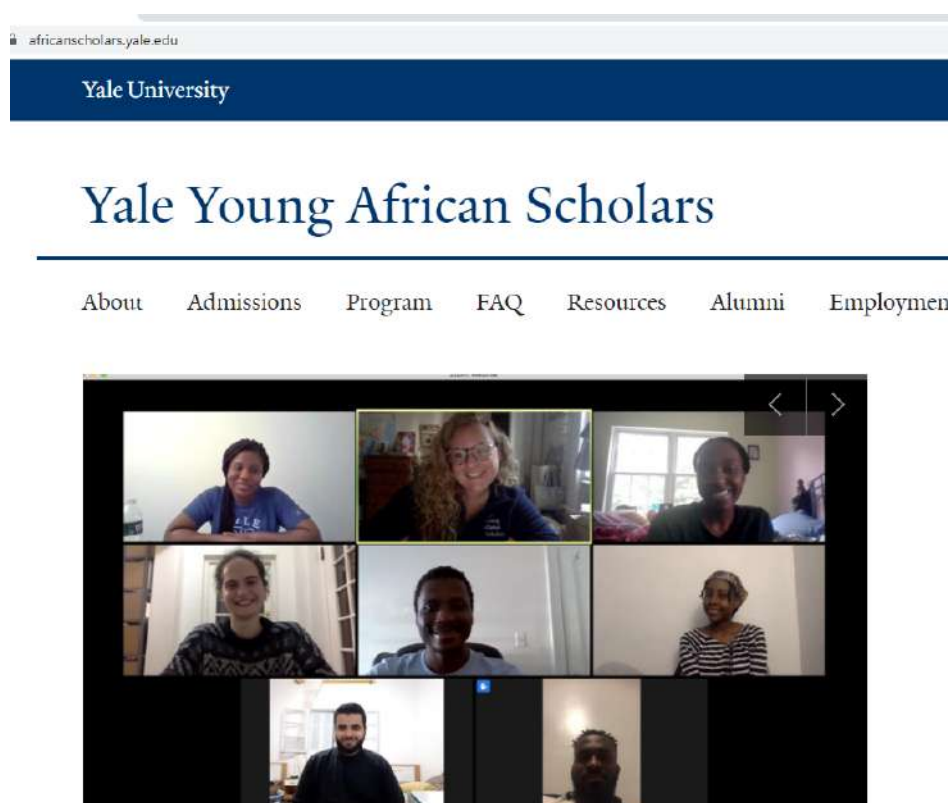 africanscholars.yale.edu
Yale University
Yale Young African Scholars
About Admissions Program FAQ Resources Alumni Employmen